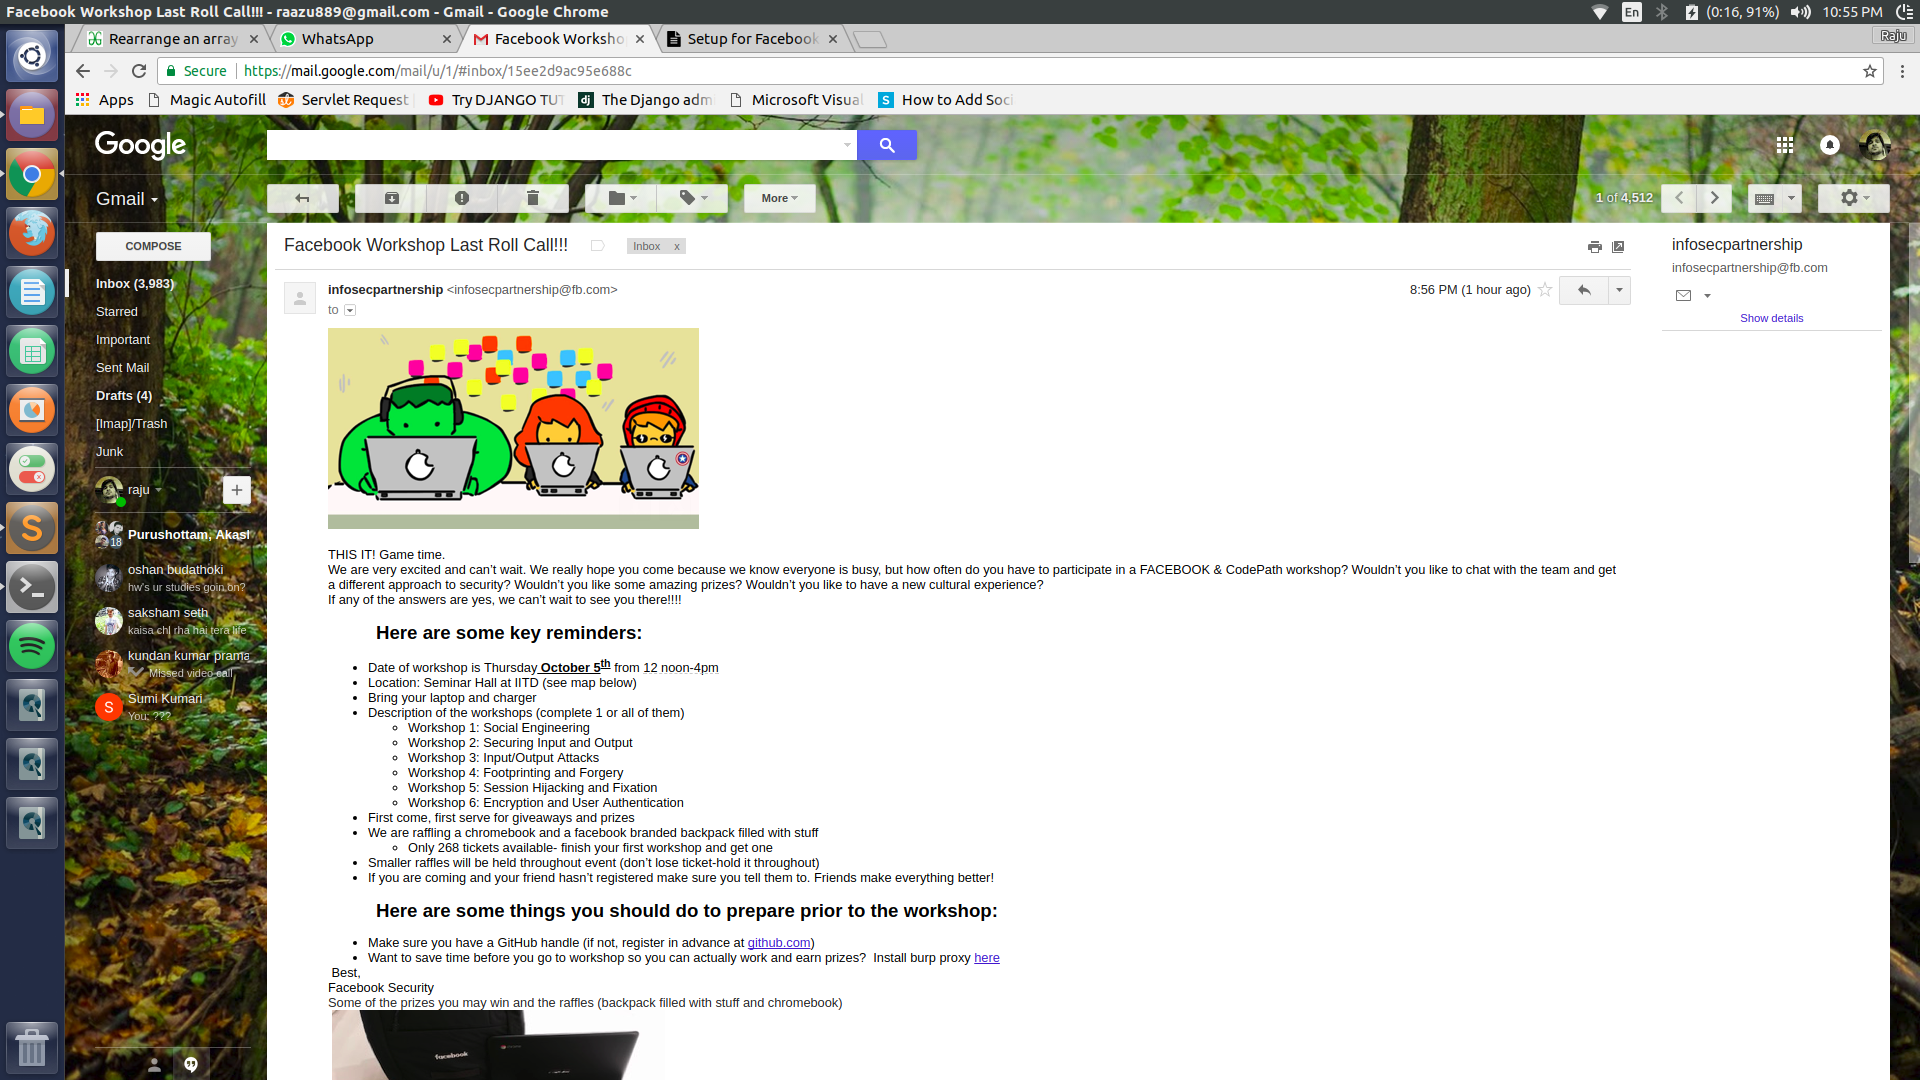 Facebook Workshop Last Roll Call!!! - raazu889@gmail.com - Gmail - Google Chrome
En (0:16, 91%) 10:55 PM
Rearrange an array
WhatsApp
Facebook Worksho
Setup for Facebook
Raju
Secure https://mail.google.com/mail/u/1/#inbox/15ee2d9ac95e688c
Apps Magic Autofill Servlet Request Try DJANGO TUT The Django adm Microsoft Visual How to Add Soci
Google
Gmail
More
1 of 4,512
COMPOSE
Inbox (3,983)
Starred
Important
Sent Mail
Drafts (4)
[Imap]/Trash
Junk
raju
18 Purushottam, Akash
oshan budathoki
hw's ur studies goin on?
saksham seth
kaisa chl rha hai tera life
kundan kumar prama
Missed video call
S Sumi Kumari
You: ???
Facebook Workshop Last Roll Call!!! Inbox x
infosecpartnership <infosecpartnership@fb.com>
8:56 PM (1 hour ago)
to
infosecpartnership
infosecpartnership@fb.com
Show details
THIS IT! Game time.
We are very excited and can’t wait. We really hope you come because we know everyone is busy, but how often do you have to participate in a FACEBOOK & CodePath workshop? Wouldn’t you like to chat with the team and get
a different approach to security? Wouldn’t you like some amazing prizes? Wouldn’t you like to have a new cultural experience?
If any of the answers are yes, we can’t wait to see you there!!!!
Here are some key reminders:
Date of workshop is Thursday October 5th from 12 noon-4pm
Location: Seminar Hall at IITD (see map below)
Bring your laptop and charger
Description of the workshops (complete 1 or all of them)
Workshop 1: Social Engineering
Workshop 2: Securing Input and Output
Workshop 3: Input/Output Attacks
Workshop 4: Footprinting and Forgery
Workshop 5: Session Hijacking and Fixation
Workshop 6: Encryption and User Authentication
First come, first serve for giveaways and prizes
We are raffling a chromebook and a facebook branded backpack filled with stuff
Only 268 tickets available- finish your first workshop and get one
Smaller raffles will be held throughout event (don’t lose ticket-hold it throughout)
If you are coming and your friend hasn’t registered make sure you tell them to. Friends make everything better!
Here are some things you should do to prepare prior to the workshop:
Make sure you have a GitHub handle (if not, register in advance at github.com)
Want to save time before you go to workshop so you can actually work and earn prizes?  Install burp proxy here
Best,
Facebook Security
Some of the prizes you may win and the raffles (backpack filled with stuff and chromebook)
facebook